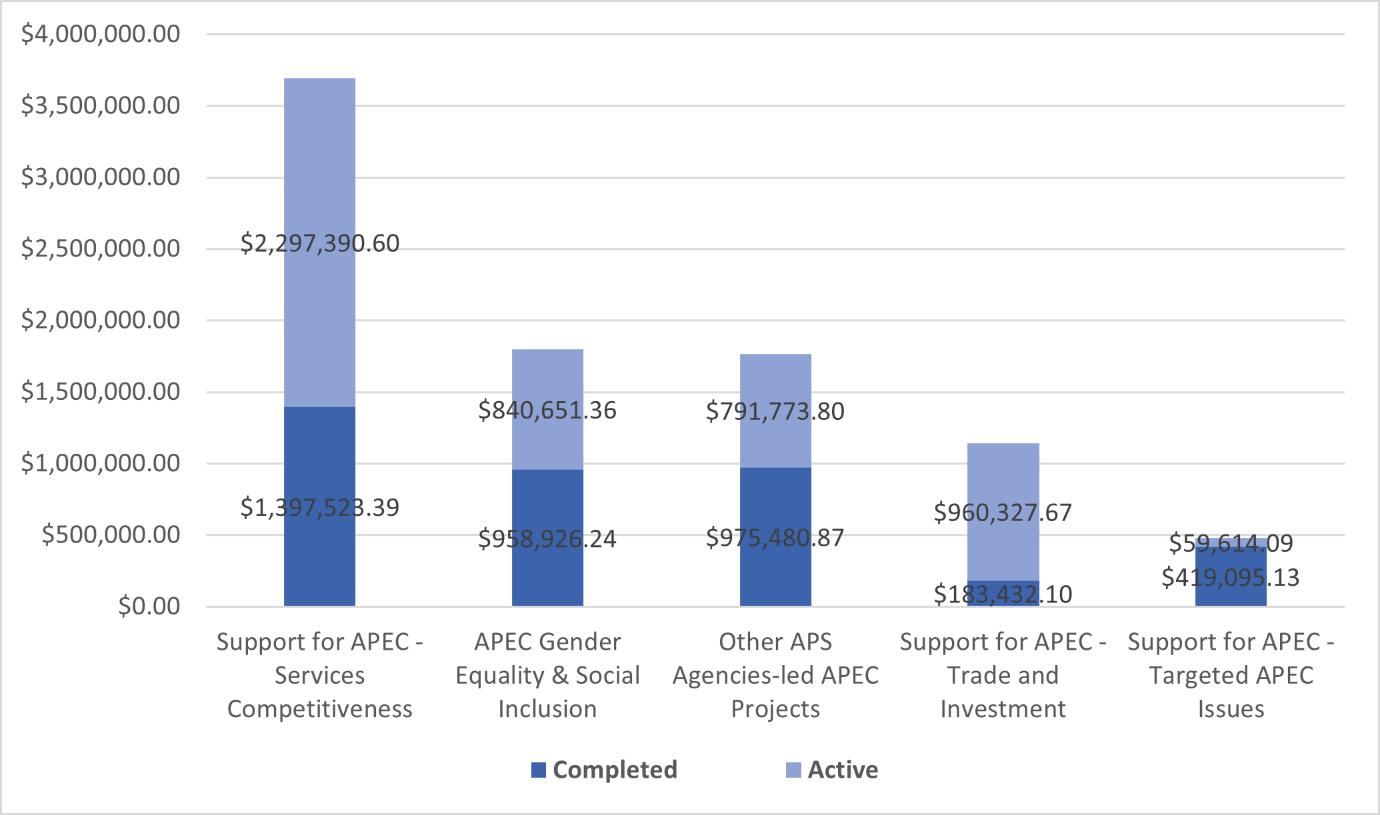 $4,000,000.00
$3,500,000.00
$3,000,000.00
$2,500,000.00
$2,000,000.00
$1,500,000.00
$1,000,000.00
$500,000.00
$0.00
$2,297,390.60
$1,397,523.39
$840,651.36
$958,926.24
$791,773.80
$975,480.87
$960,327.67
$183,432.10
$59,614.09
$419,095.13
Support for APEC -
Services
Competitiveness
APEC Gender
Equality & Social
Inclusion
Other APS
Agencies-led APEC
Projects
Support for APEC -
Trade and
Investment
Support for APEC -
Targeted APEC
Issues
Completed
Active